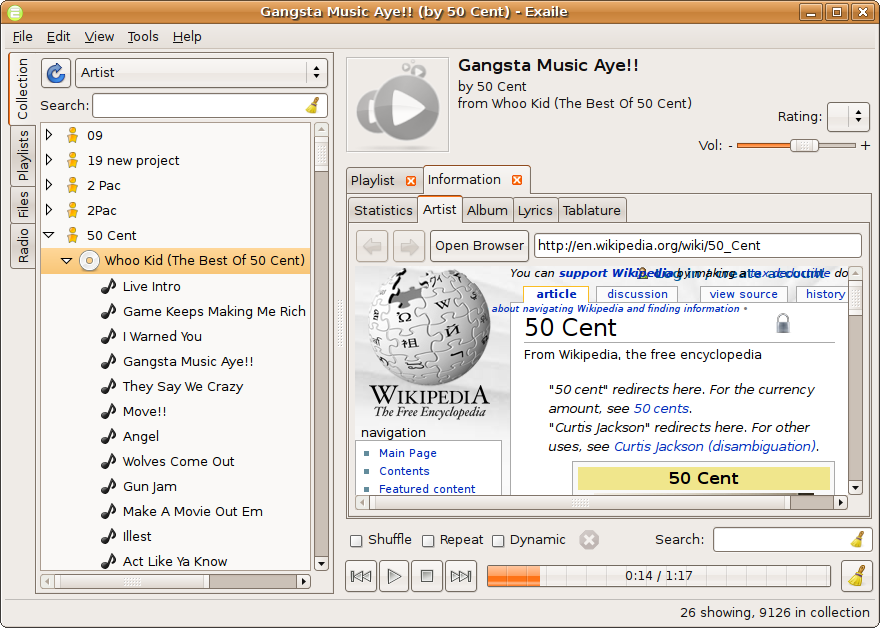 Gangsta Music Aye!! (by 50 Cent) - Exaile
File Edit View Tools Help
Collection
Playlists
Files
Radio
Artist
Search:
09
19 new project
2 Pac
2Pac
50 Cent
Whoo Kid (The Best Of 50 Cent)
Live Intro
Game Keeps Making Me Rich
I Warned You
Gangsta Music Aye!!
They Say We Crazy
Move!!
Angel
Wolves Come Out
Gun Jam
Make A Movie Out Em
Illest
Act Like Ya Know
Gangsta Music Aye!!
by 50 Cent
from Whoo Kid (The Best Of 50 Cent)
Rating:
Vol: - +
Playlist Information
Statistics Artist Album Lyrics Tablature
Open Browser http://en.wikipedia.org/wiki/50_Cent
You can support Wikipedia by making a tax-deductible do
article discussion view source history
about navigating Wikipedia and finding information
50 Cent
From Wikipedia, the free encyclopedia
"50 cent" redirects here. For the currency
amount, see 50 cents.
"Curtis Jackson" redirects here. For other
uses, see Curtis Jackson (disambiguation).
50 Cent
WIKIPEDIA
The Free Encyclopedia
navigation
Main Page
Contents
Featured content
Shuffle Repeat Dynamic Search:
0:14 / 1:17
26 showing, 9126 in collection